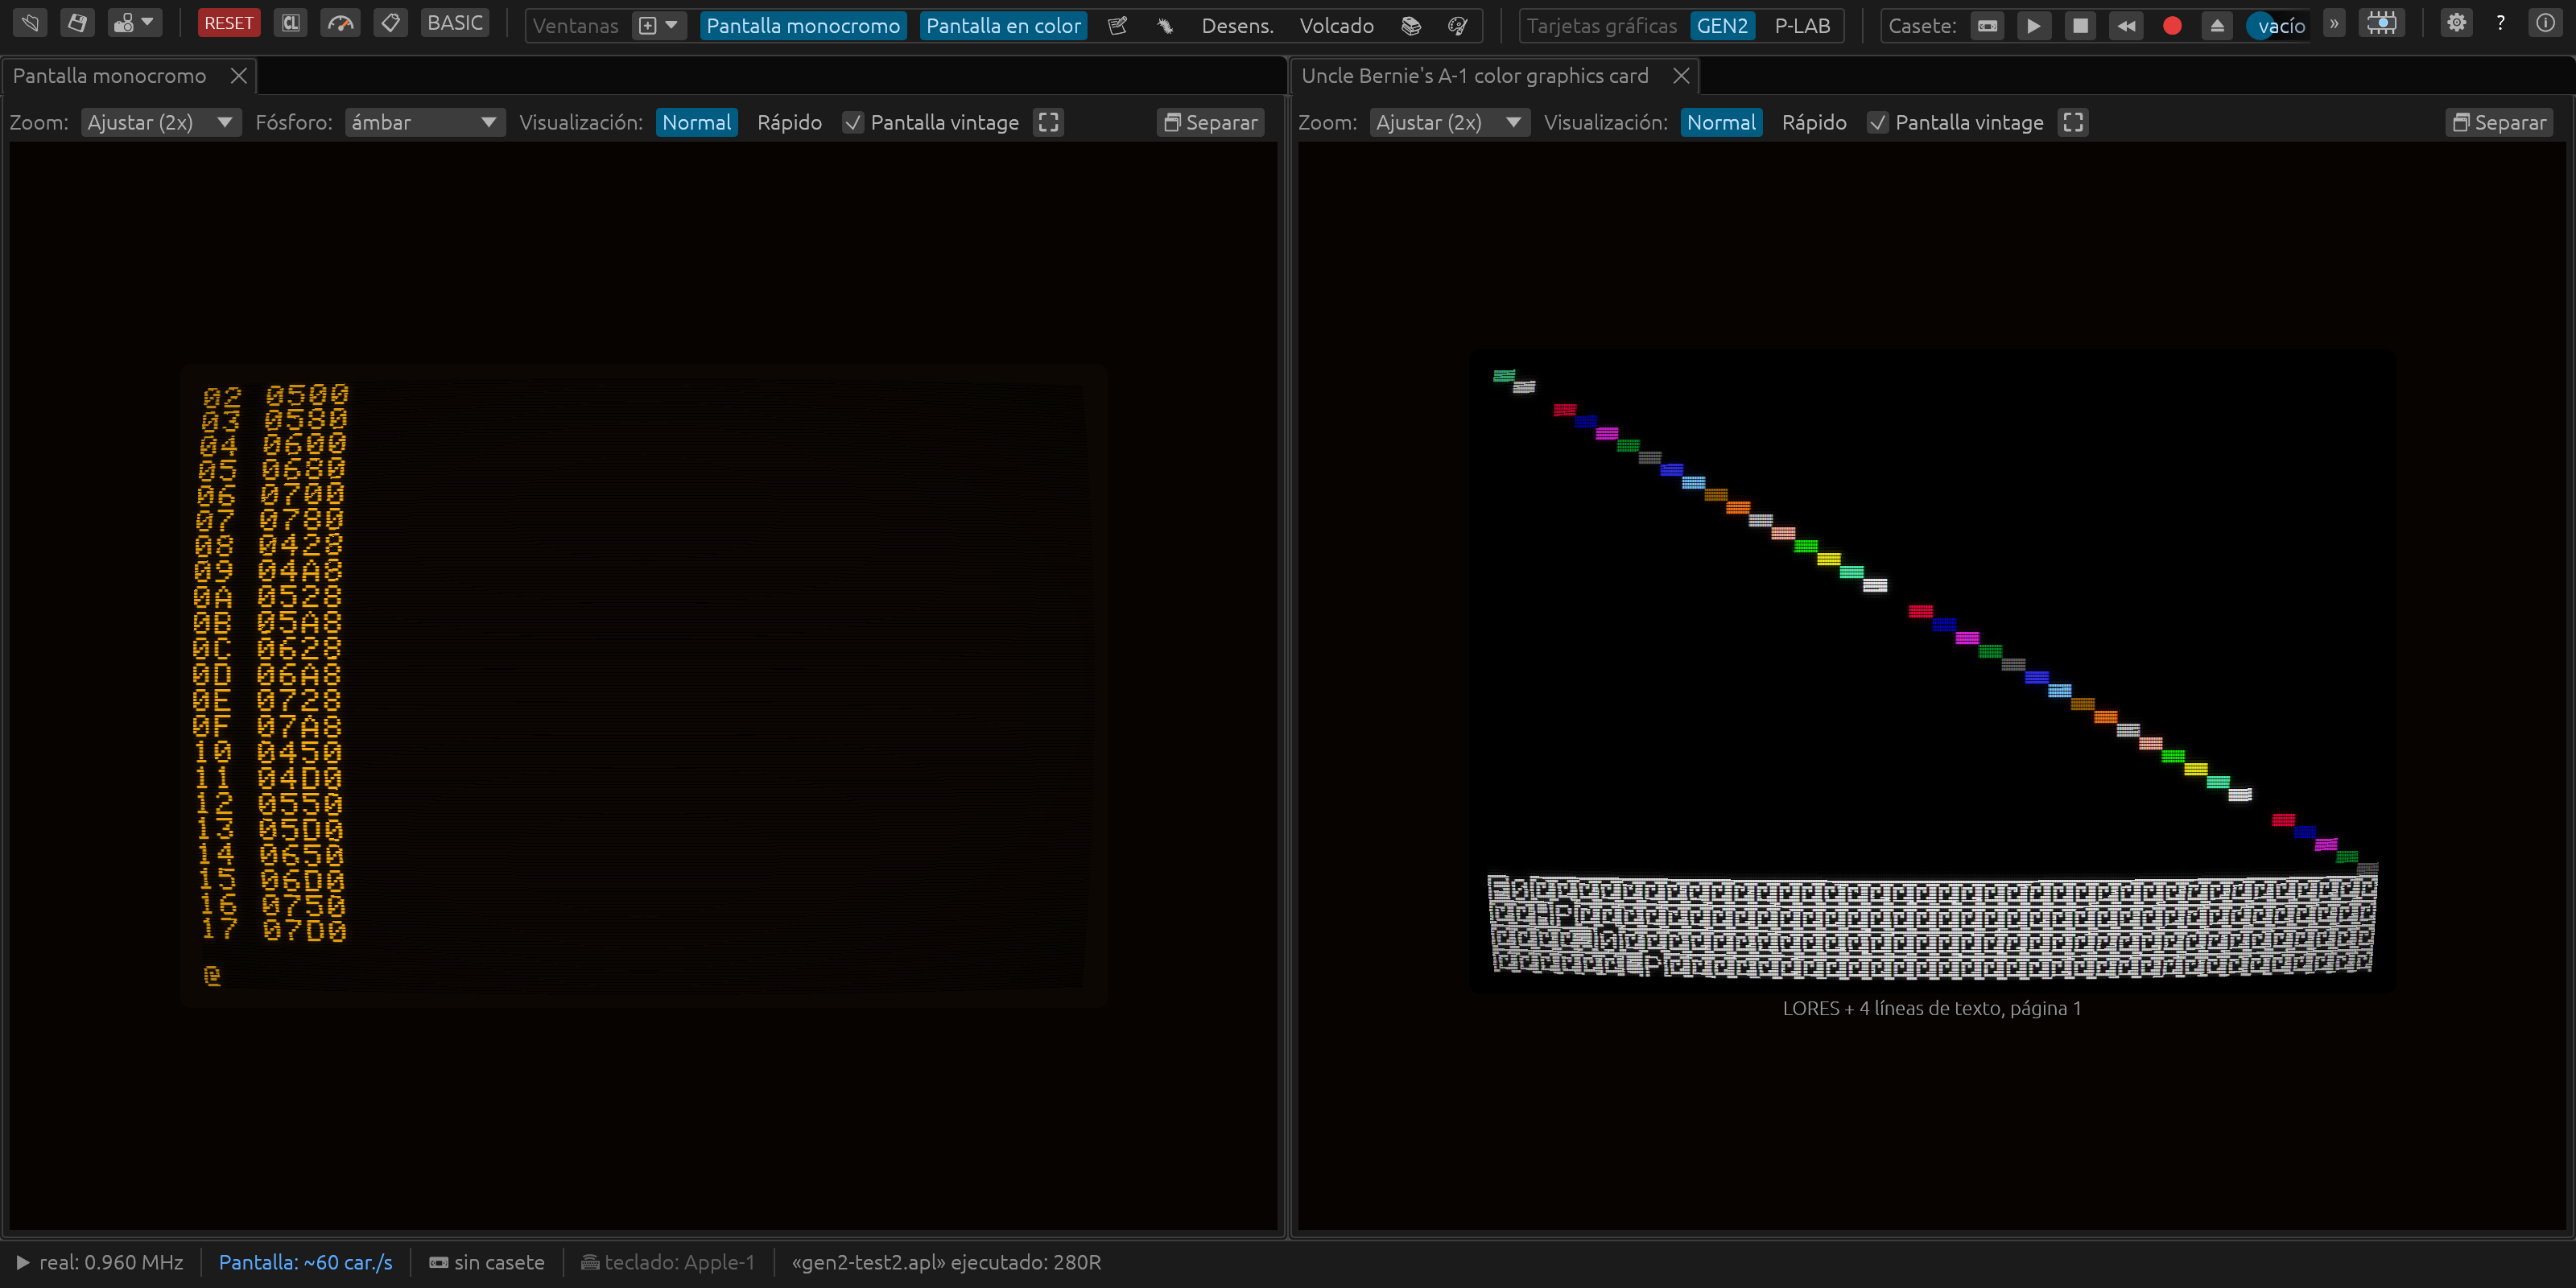 RESET
BASIC
Ventanas
Pantalla monocromo
Pantalla en color
Desens.
Volcado
Tarjetas gráficas
GEN2
P-LAB
Casete:
vacío
»
?
Pantalla monocromo
Zoom: Ajustar (2x) Fósforo: ámbar Visualización: Normal Rápido Pantalla vintage Separar
02 0500
03 0580
04 0600
05 0680
06 0700
07 0780
08 0428
09 04A8
0A 0528
0B 05A8
0C 0628
0D 06A8
0E 0728
0F 07A8
10 0450
11 04D0
12 0550
13 05D0
14 0650
15 06D0
16 0750
17 07D0
@
Uncle Bernie's A-1 color graphics card
Zoom: Ajustar (2x) Visualización: Normal Rápido Pantalla vintage Separar
LORES + 4 líneas de texto, página 1
real: 0.960 MHz
Pantalla: ~60 car./s
sin casete
teclado: Apple-1
«gen2-test2.apl» ejecutado: 280R